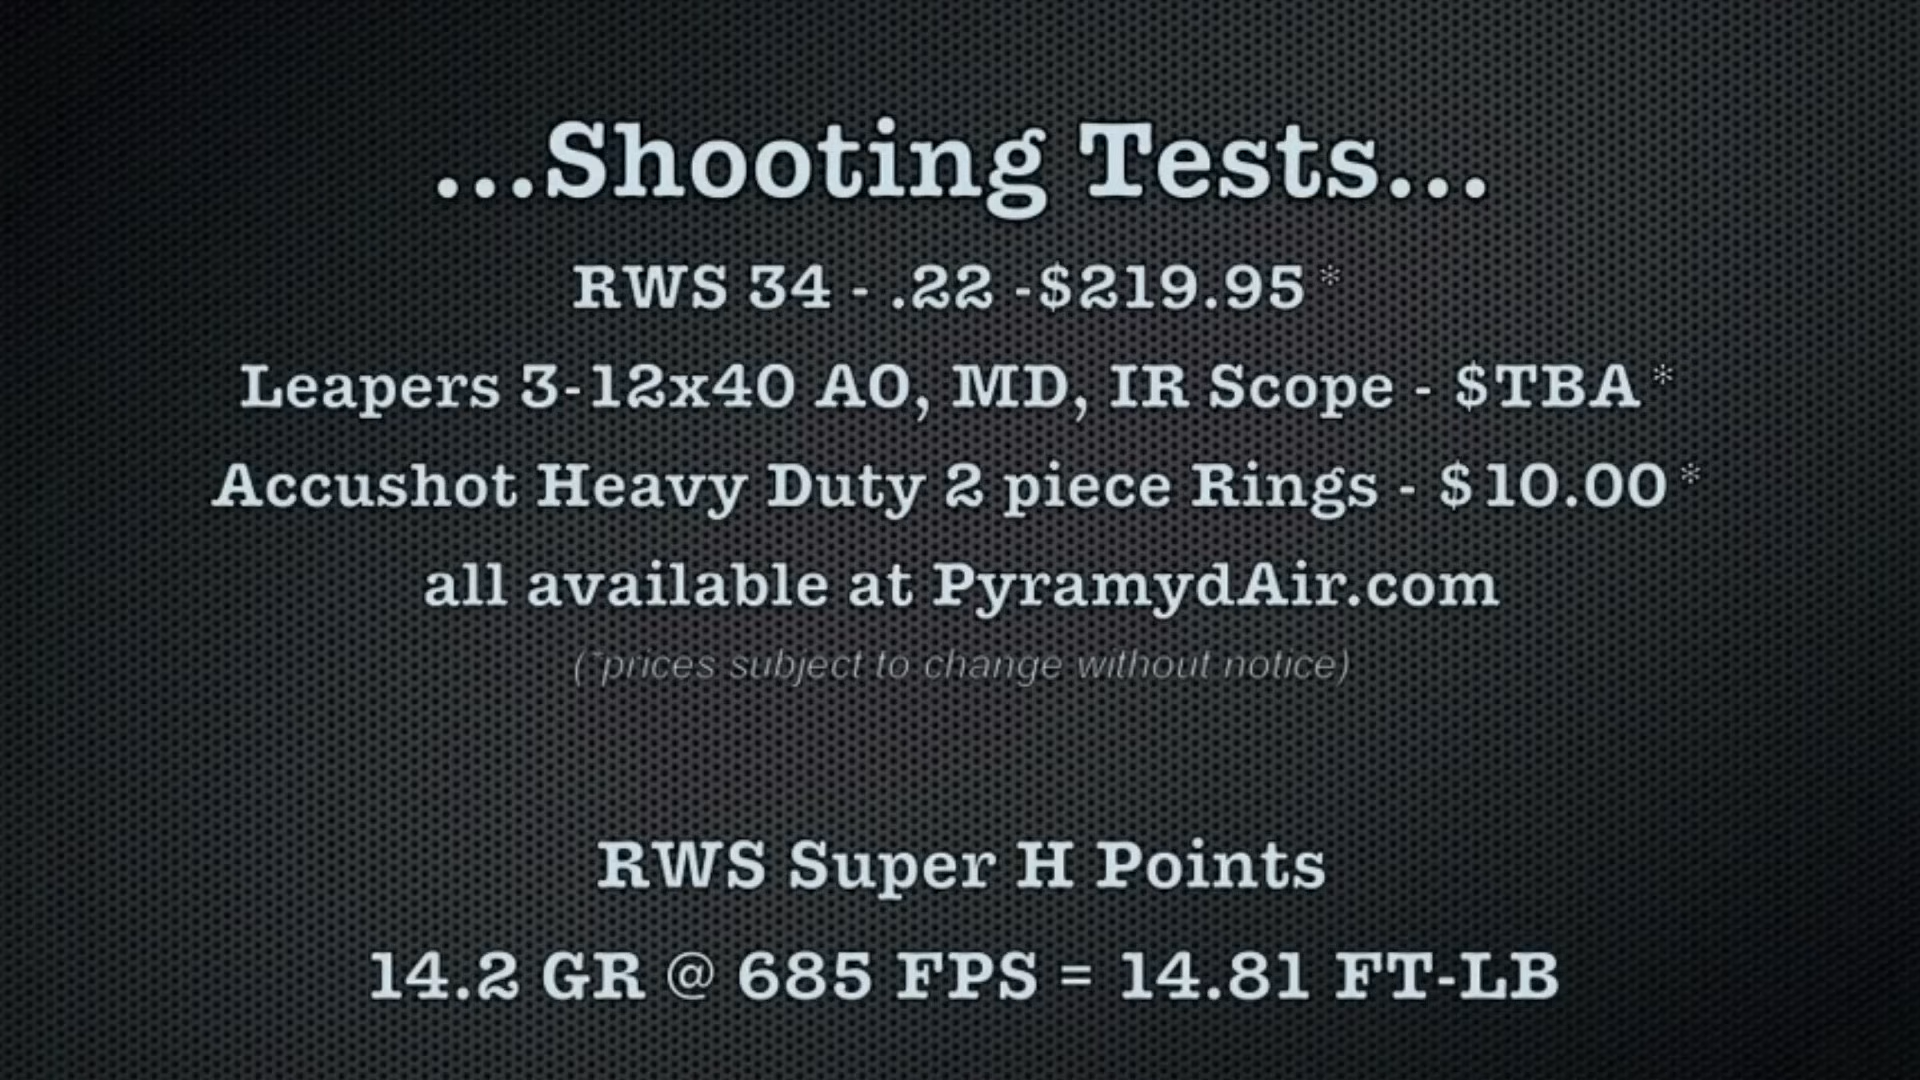 ...Shooting Tests...
RWS 34 - .22 -$219.95*
Leapers 3-12x40 AO, MD, IR Scope - $TBA*
Accushot Heavy Duty 2 piece Rings - $10.00*
all available at PyramydAir.com
(*prices subject to change without notice)
RWS Super H Points
14.2 GR @ 685 FPS = 14.81 FT-LB